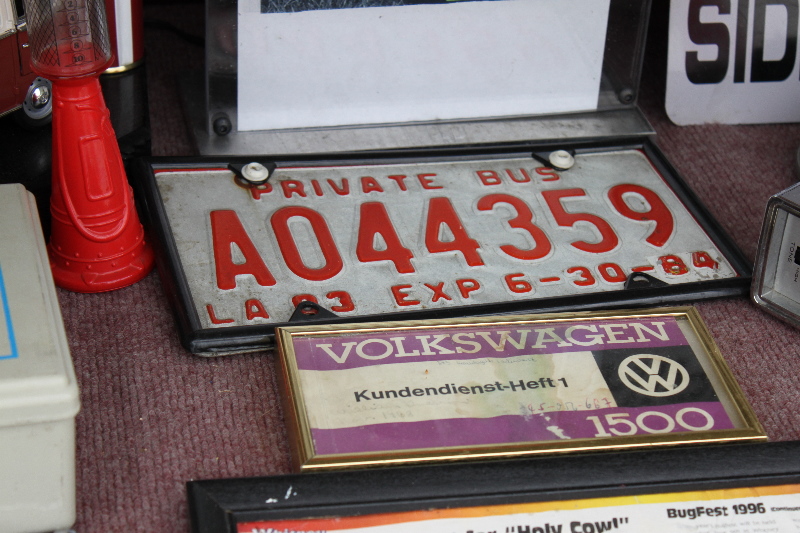 SID
PRIVATE BUS
A044359
LA 83 EXP 6-30-84
VOLKSWAGEN
Kundendienst-Heft 1
1500
"Holy Cow!"
BugFest 1996